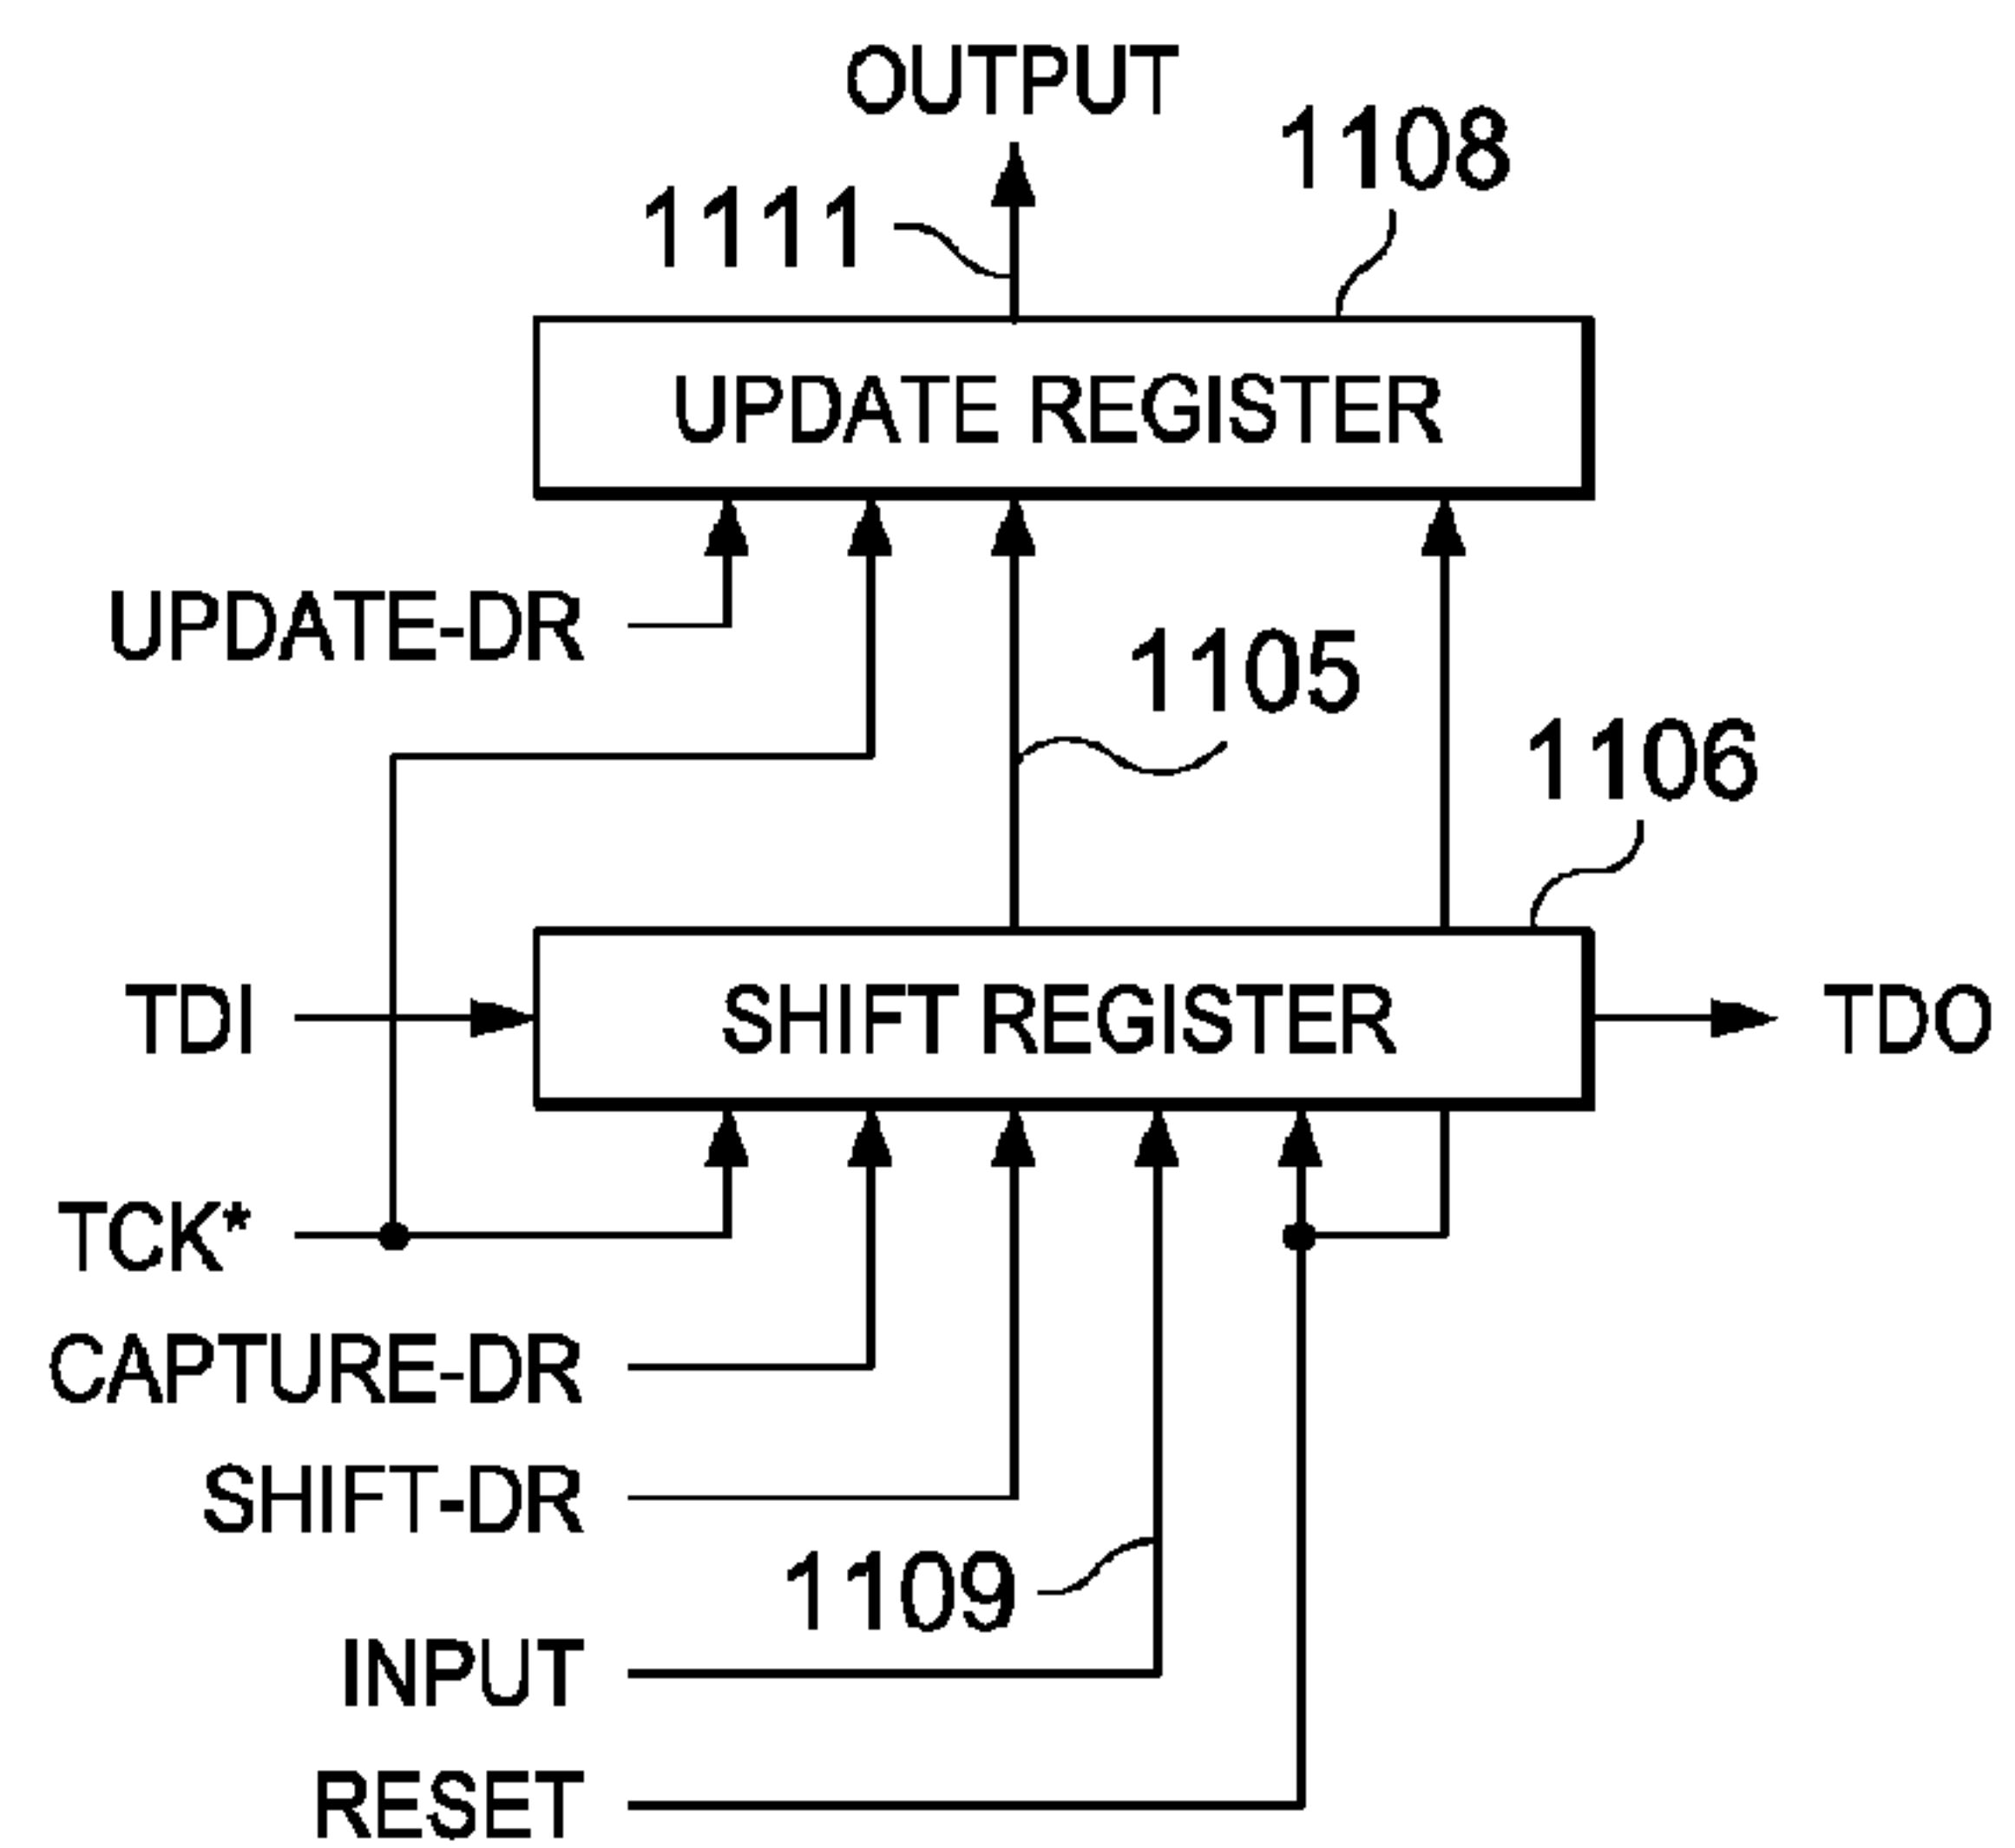 OUTPUT
1108
1111
UPDATE REGISTER
UPDATE-DR
1105
1106
TDI
SHIFT REGISTER
TDO
TCK*
CAPTURE-DR
SHIFT-DR
1109
INPUT
RESET